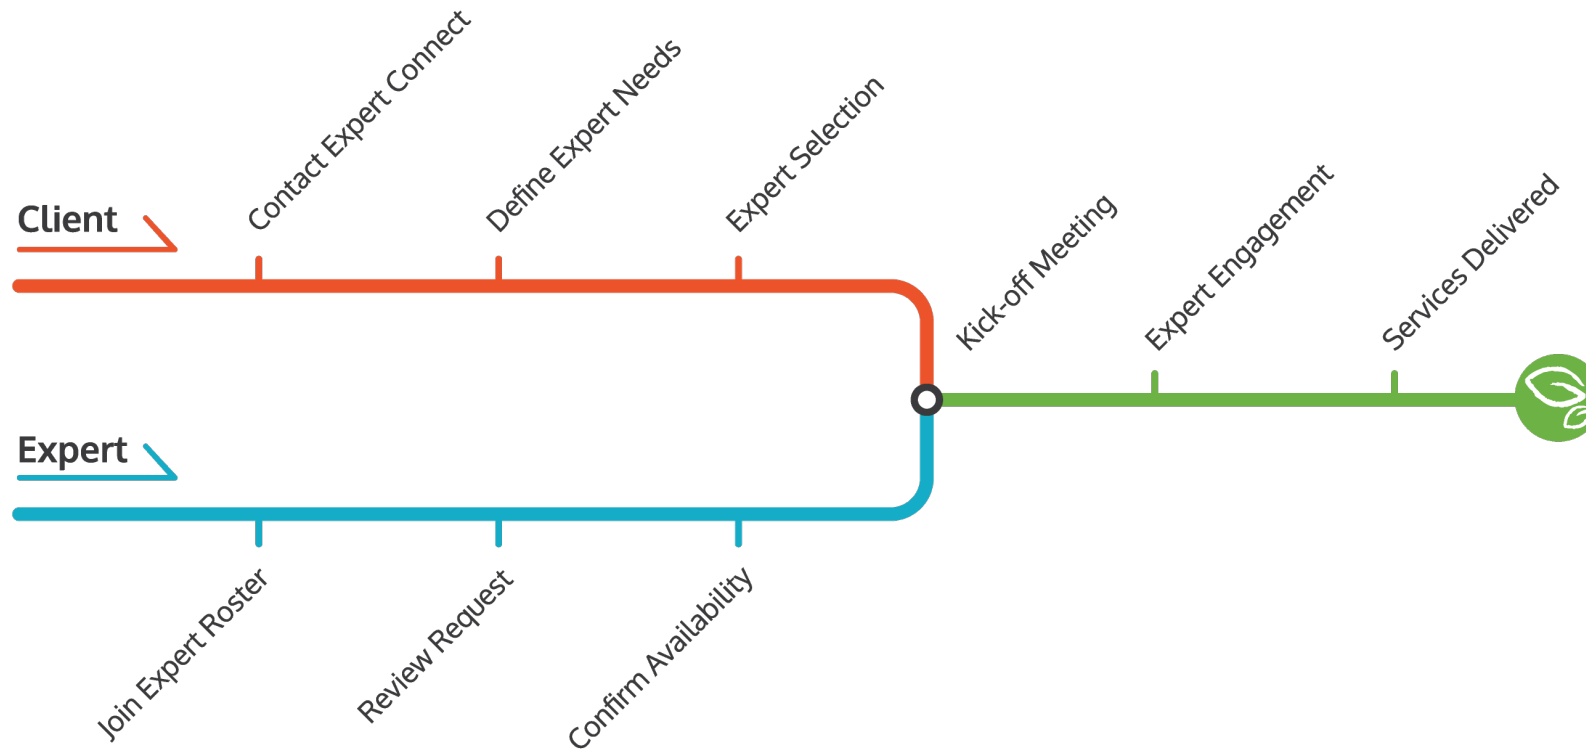 Client
Contact Expert Connect
Define Expert Needs
Expert Selection
Kick-off Meeting
Expert Engagement
Services Delivered
Expert
Join Expert Roster
Review Request
Confirm Availability